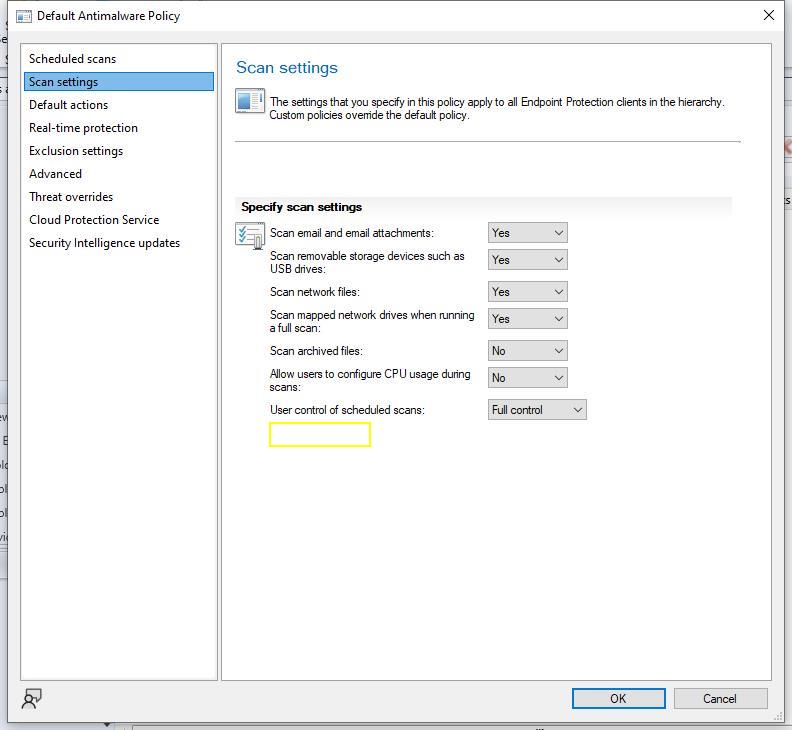 Default Antimalware Policy
Scheduled scans
Scan settings
Default actions
Real-time protection
Exclusion settings
Advanced
Threat overrides
Cloud Protection Service
Security Intelligence updates
Scan settings
The settings that you specify in this policy apply to all Endpoint Protection clients in the hierarchy.
Custom policies override the default policy.
Specify scan settings
Scan email and email attachments: Yes
Scan removable storage devices such as
USB drives: Yes
Scan network files: Yes
Scan mapped network drives when running
a full scan: Yes
Scan archived files: No
Allow users to configure CPU usage during
scans: No
User control of scheduled scans: Full control
OK Cancel